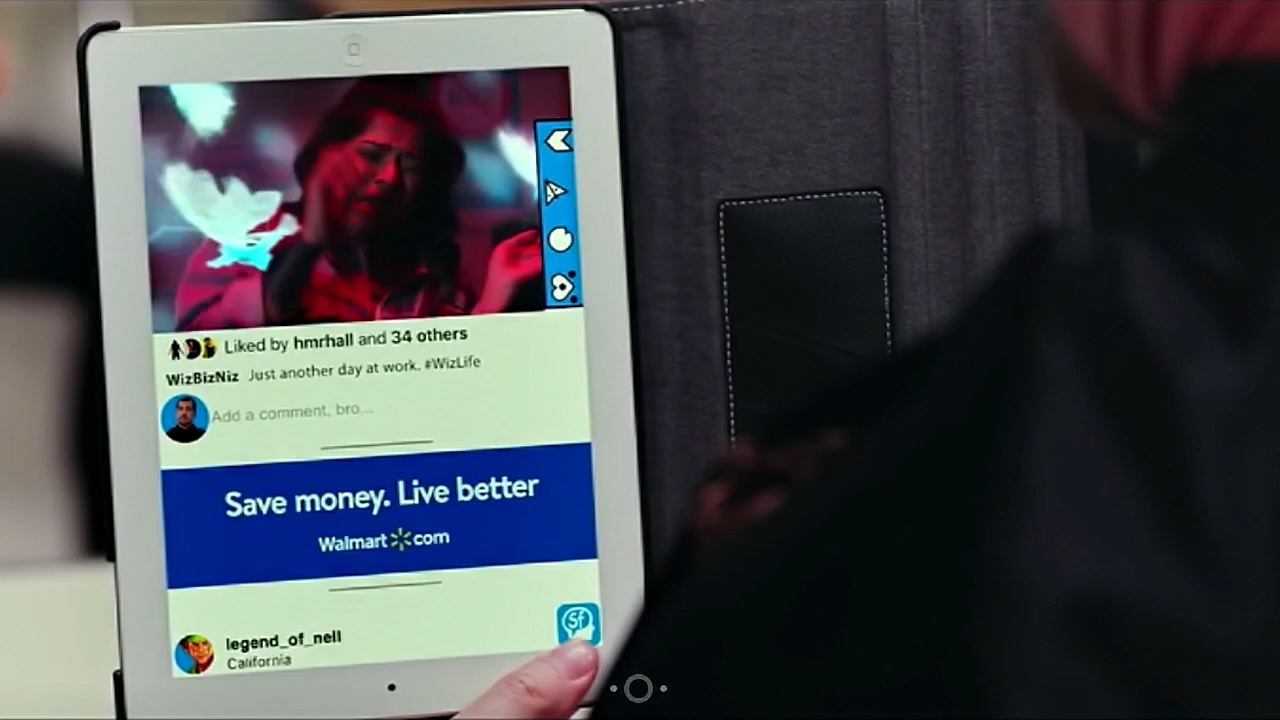 Liked by hmrhall and 34 others
WizBizNiz Just another day at work. #WizLife
Add a comment, bro...
Save money. Live better
Walmart com
Sf
legend_of_nell
California